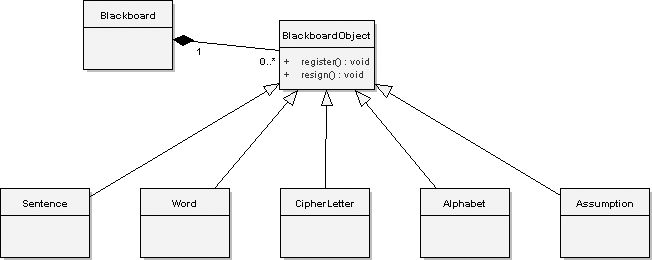 Blackboard
BlackboardObject
1
0..*
+ register() : void
+ resign() : void
Sentence
Word
CipherLetter
Alphabet
Assumption